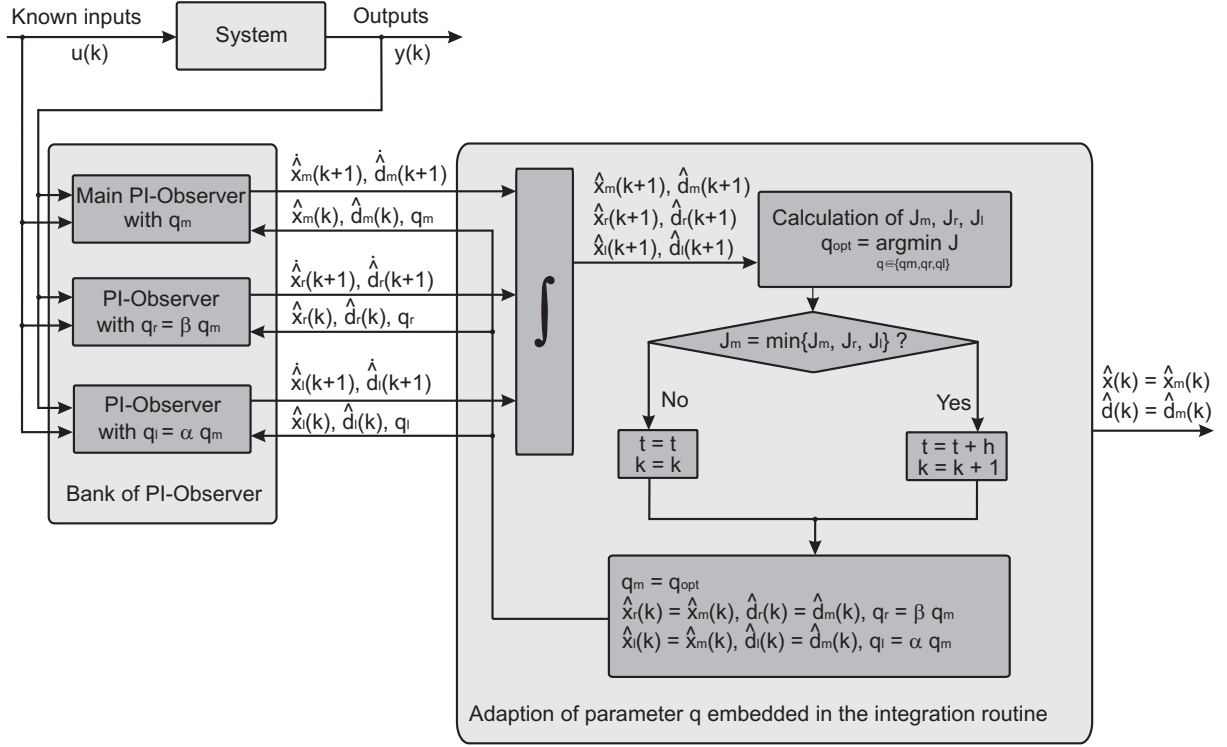 Known inputs
u(k)
System
Outputs
y(k)
Main PI-Observer
with qₘ
PI-Observer
with qᵣ = β qₘ
PI-Observer
with qₗ = α qₘ
Bank of PI-Observer
x̂̇ₘ(k+1), d̂̇ₘ(k+1)
x̂ₘ(k), d̂ₘ(k), qₘ
x̂̇ᵣ(k+1), d̂̇ᵣ(k+1)
x̂ᵣ(k), d̂ᵣ(k), qᵣ
x̂̇ₗ(k+1), d̂̇ₗ(k+1)
x̂ₗ(k), d̂ₗ(k), qₗ
∫
x̂ₘ(k+1), d̂ₘ(k+1)
x̂ᵣ(k+1), d̂ᵣ(k+1)
x̂ₗ(k+1), d̂ₗ(k+1)
Calculation of Jₘ, Jᵣ, Jₗ
qₒₚₜ = argmin J
q∈{qm,qr,ql}
Jₘ = min{Jₘ, Jᵣ, Jₗ} ?
No
Yes
t = t
k = k
t = t + h
k = k + 1
qₘ = qₒₚₜ
x̂ᵣ(k) = x̂ₘ(k), d̂ᵣ(k) = d̂ₘ(k), qᵣ = β qₘ
x̂ₗ(k) = x̂ₘ(k), d̂ₗ(k) = d̂ₘ(k), qₗ = α qₘ
Adaption of parameter q embedded in the integration routine
x̂(k) = x̂ₘ(k)
d̂(k) = d̂ₘ(k)